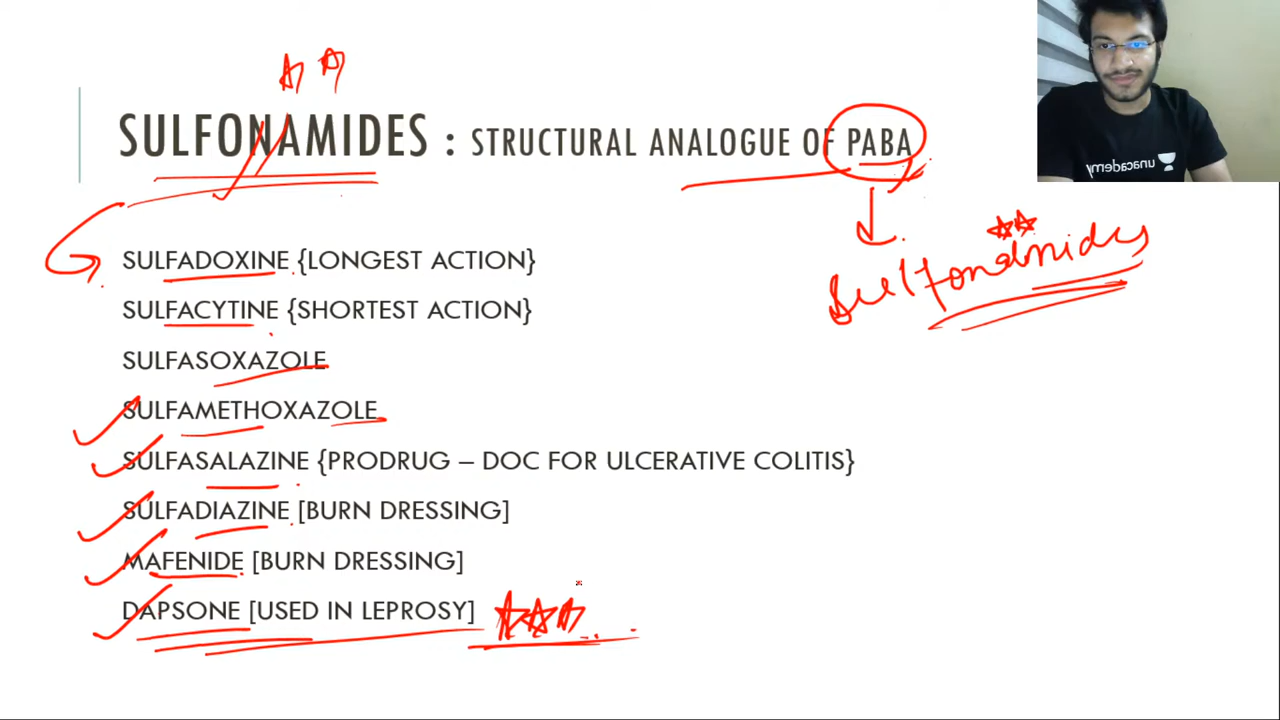 SULFONAMIDES : STRUCTURAL ANALOGUE OF PABA
unacademy
Sulfonamides
SULFADOXINE {LONGEST ACTION}
SULFACYTINE {SHORTEST ACTION}
SULFASOXAZOLE
SULFAMETHOXAZOLE
SULFASALAZINE {PRODRUG – DOC FOR ULCERATIVE COLITIS}
SULFADIAZINE [BURN DRESSING]
MAFENIDE [BURN DRESSING]
DAPSONE [USED IN LEPROSY]